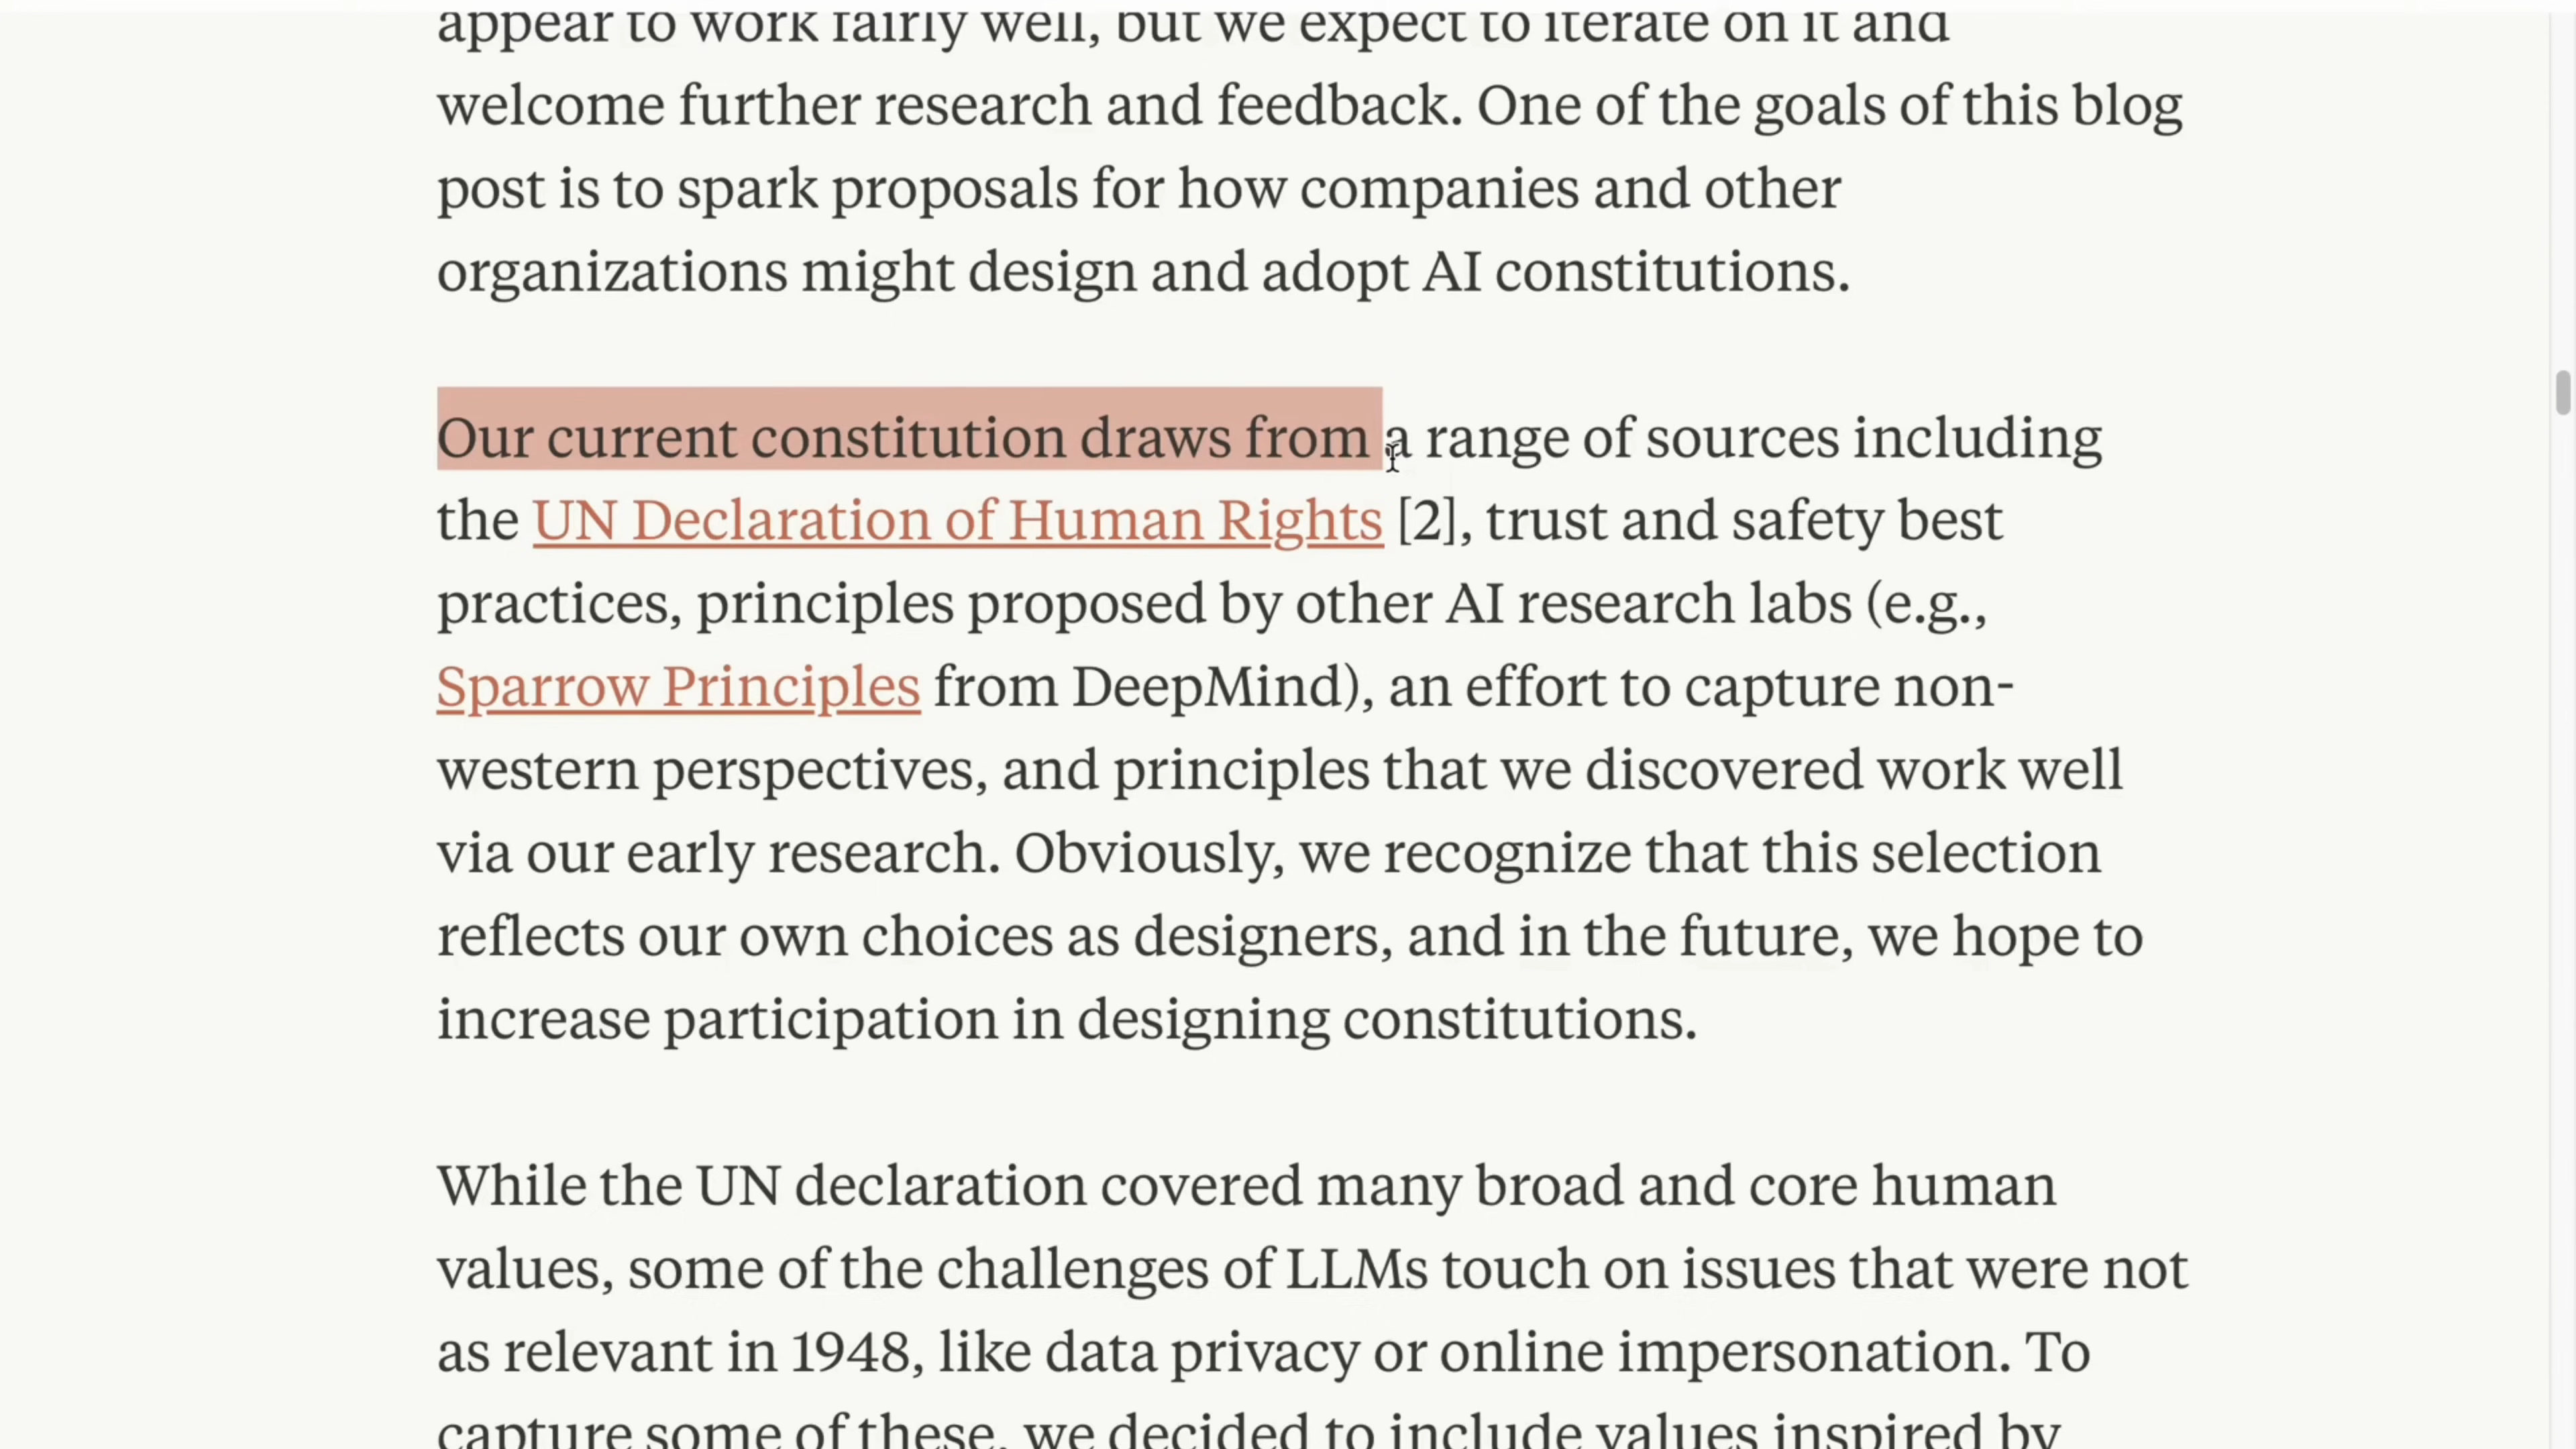 appear to work fairly well, but we expect to iterate on it and
welcome further research and feedback. One of the goals of this blog
post is to spark proposals for how companies and other
organizations might design and adopt AI constitutions.
Our current constitution draws from a range of sources including
the UN Declaration of Human Rights [2], trust and safety best
practices, principles proposed by other AI research labs (e.g.,
Sparrow Principles from DeepMind), an effort to capture non-
western perspectives, and principles that we discovered work well
via our early research. Obviously, we recognize that this selection
reflects our own choices as designers, and in the future, we hope to
increase participation in designing constitutions.
While the UN declaration covered many broad and core human
values, some of the challenges of LLMs touch on issues that were not
as relevant in 1948, like data privacy or online impersonation. To
capture some of these, we decided to include values inspired by